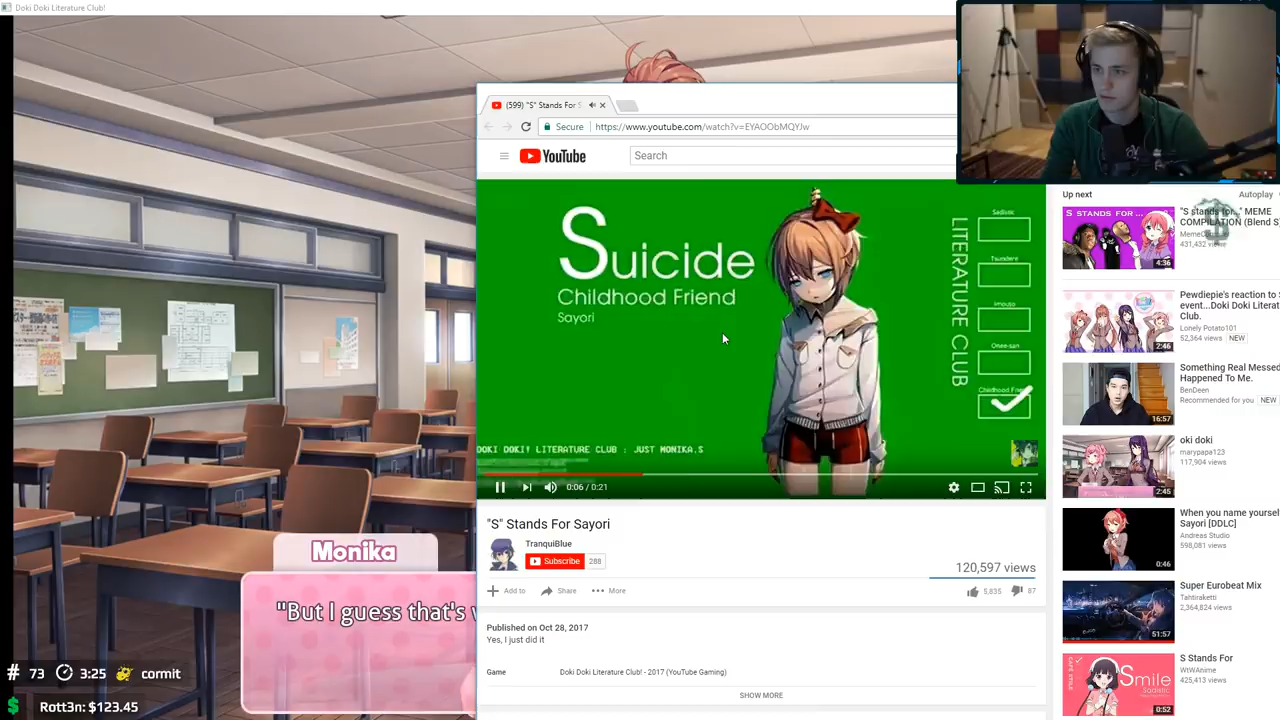 Doki Doki Literature Club!
(599) "S" Stands For S
Secure
https://www.youtube.com/watch?v=EYAOObMQYJw
YouTube
Search
Suicide
Childhood Friend
Sayori
LITERATURE CLUB
Sadistic
Tsundere
Imouto
Onee-san
Childhood Frie
DOKI DOKI! LITERATURE CLUB : JUST MONIKA.S
0:06 / 0:21
"S" Stands For Sayori
TranquiBlue
Subscribe 288
120,597 views
Add to
Share
More
5,835
87
Published on Oct 28, 2017
Yes, I just did it
Game
Doki Doki Literature Club! - 2017 (YouTube Gaming)
SHOW MORE
Up next
Autoplay
S STANDS FOR ...
4:36
"S stands for..." MEME
COMPILATION (Blend S)
431,432 views
2:46
Pewdiepie's reaction to
event...Doki Doki Literat
Club.
Lonely Potato101
52,364 views NEW
16:57
Something Real Messed
Happened To Me.
BenDeen
Recommended for you NEW
2:45
oki doki
marypapa123
117,904 views
0:46
When you name yourse
Sayori [DDLC]
Andreas Studio
598,081 views
51:57
Super Eurobeat Mix
Tahtiraketti
2,364,824 views
Smile
Sadistic
0:52
S Stands For
WtWAnime
425,413 views
Monika
"But I guess that's w
# 73
3:25
cormit
$ Rott3n: $123.45